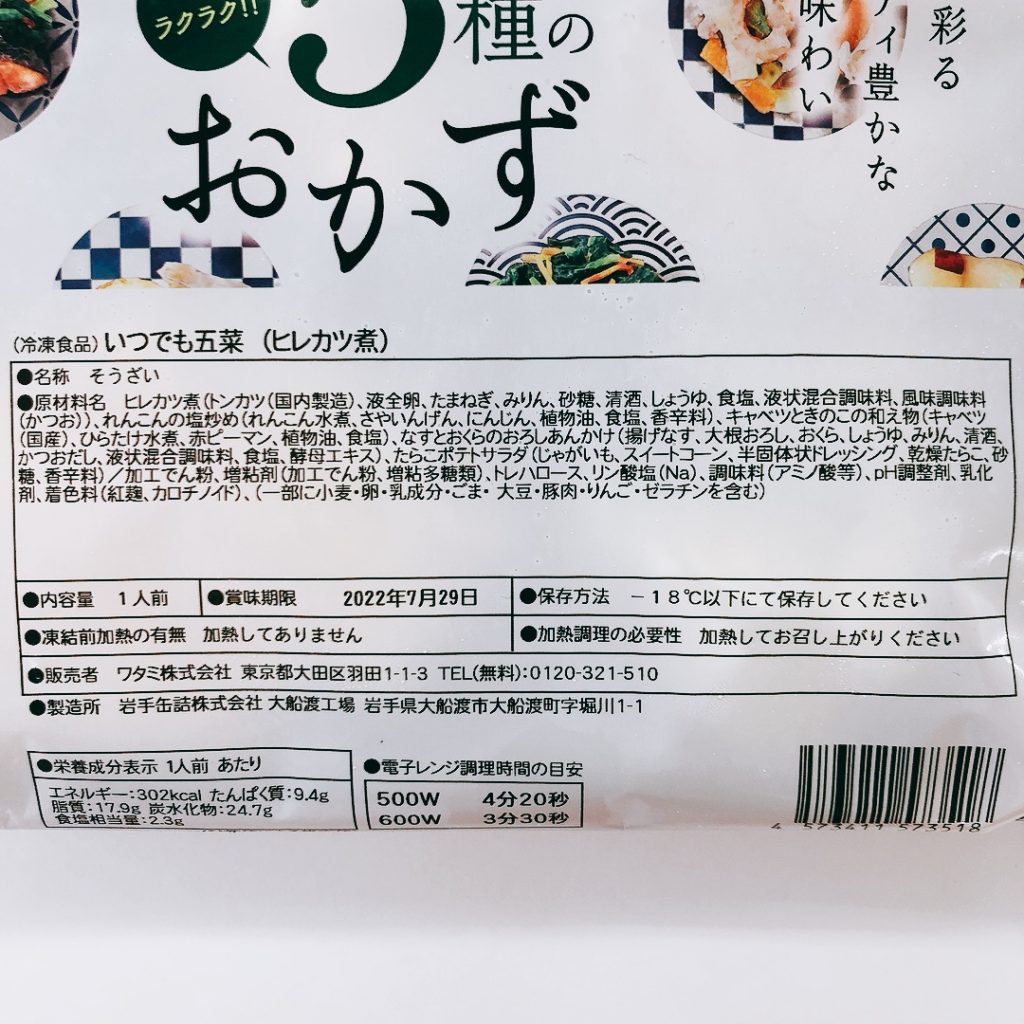 ラクラク!!
5種の
おかず
彩る
ィ豊かな
味わい
(冷凍食品)いつでも五菜 (ヒレカツ煮)
●名称 そうざい
●原材料名 ヒレカツ煮(トンカツ(国内製造)、液全卵、たまねぎ、みりん、砂糖、清酒、しょうゆ、食塩、液状混合調味料、風味調味料
(かつお))、れんこんの塩炒め(れんこん水煮、さやいんげん、にんじん、植物油、食塩、香辛料)、キャベツときのこの和え物(キャベツ
(国産)、ひらたけ水煮、赤ピーマン、植物油、食塩)、なすとおくらのおろしあんかけ(揚げなす、大根おろし、おくら、しょうゆ、みりん、清酒、
かつおだし、液状混合調味料、食塩、酵母エキス)、たらこポテトサラダ(じゃがいも、スイートコーン、半固体状ドレッシング、乾燥たらこ、砂
糖、香辛料)/加工でん粉、増粘剤(加工でん粉、増粘多糖類)、トレハロース、リン酸塩(Na)、調味料(アミノ酸等)、pH調整剤、乳化
剤、着色料(紅麹、カロチノイド)、(一部に小麦・卵・乳成分・ごま・大豆・豚肉・りんご・ゼラチンを含む)
●内容量 1人前 ●賞味期限 2022年7月29日 ●保存方法 -18℃以下にて保存してください
●凍結前加熱の有無 加熱してありません ●加熱調理の必要性 加熱してお召し上がりください
●販売者 ワタミ株式会社 東京都大田区羽田1-1-3 TEL(無料):0120-321-510
●製造所 岩手缶詰株式会社 大船渡工場 岩手県大船渡市大船渡町字堀川1-1
●栄養成分表示 1人前 あたり
エネルギー:302kcal たんぱく質:9.4g
脂質:17.9g 炭水化物:24.7g
食塩相当量:2.3g
●電子レンジ調理時間の目安
500W 4分20秒
600W 3分30秒
4 573411 573518